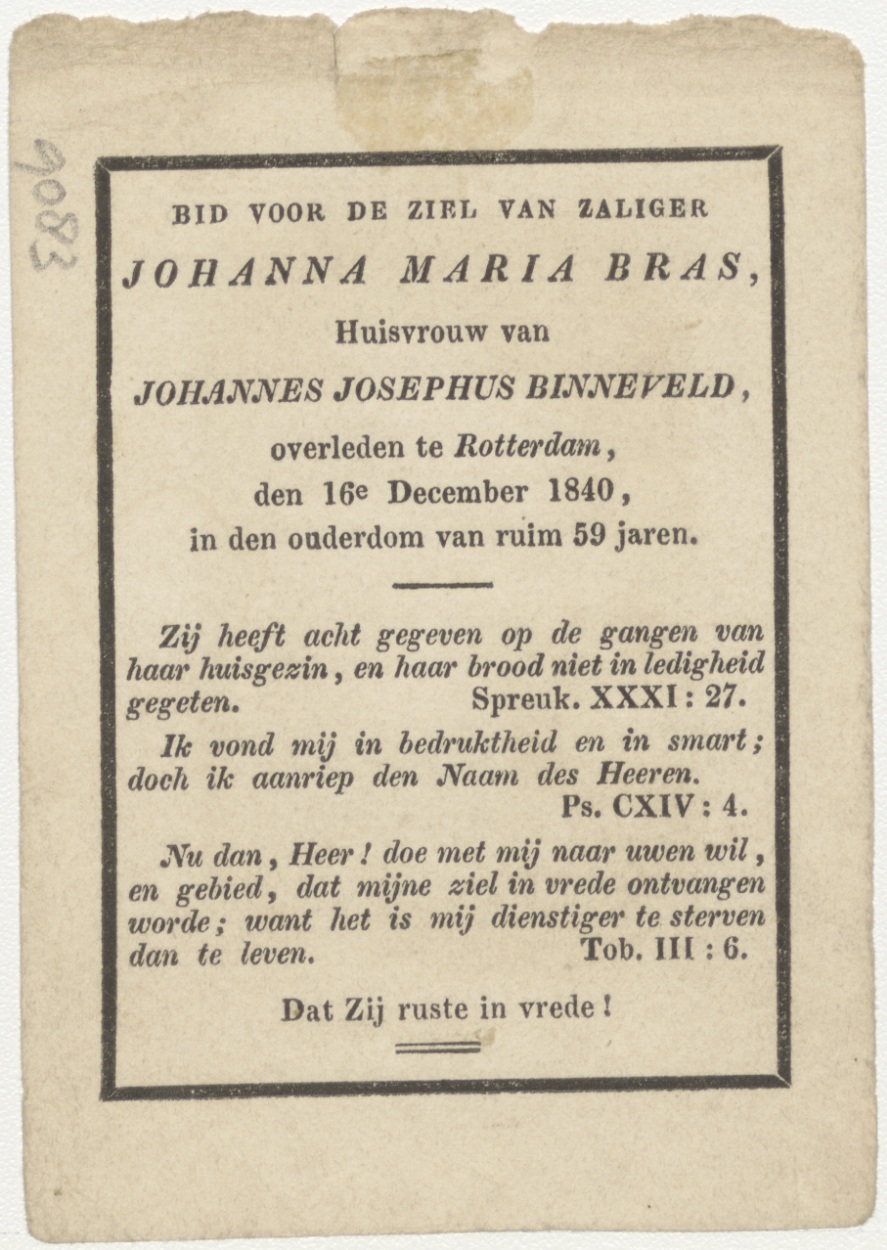 9083
BID VOOR DE ZIEL VAN ZALIGER
JOHANNA MARIA BRAS,
Huisvrouw van
JOHANNES JOSEPHUS BINNEVELD,
overleden te Rotterdam,
den 16e December 1840,
in den ouderdom van ruim 59 jaren.
Zij heeft acht gegeven op de gangen van
haar huisgezin, en haar brood niet in ledigheid
gegeten. Spreuk. XXXI: 27.
Ik vond mij in bedruktheid en in smart;
doch ik aanriep den Naam des Heeren.
Ps. CXIV: 4.
Nu dan, Heer! doe met mij naar uwen wil,
en gebied, dat mijne ziel in vrede ontvangen
worde; want het is mij dienstiger te sterven
dan te leven. Tob. III: 6.
Dat Zij ruste in vrede!